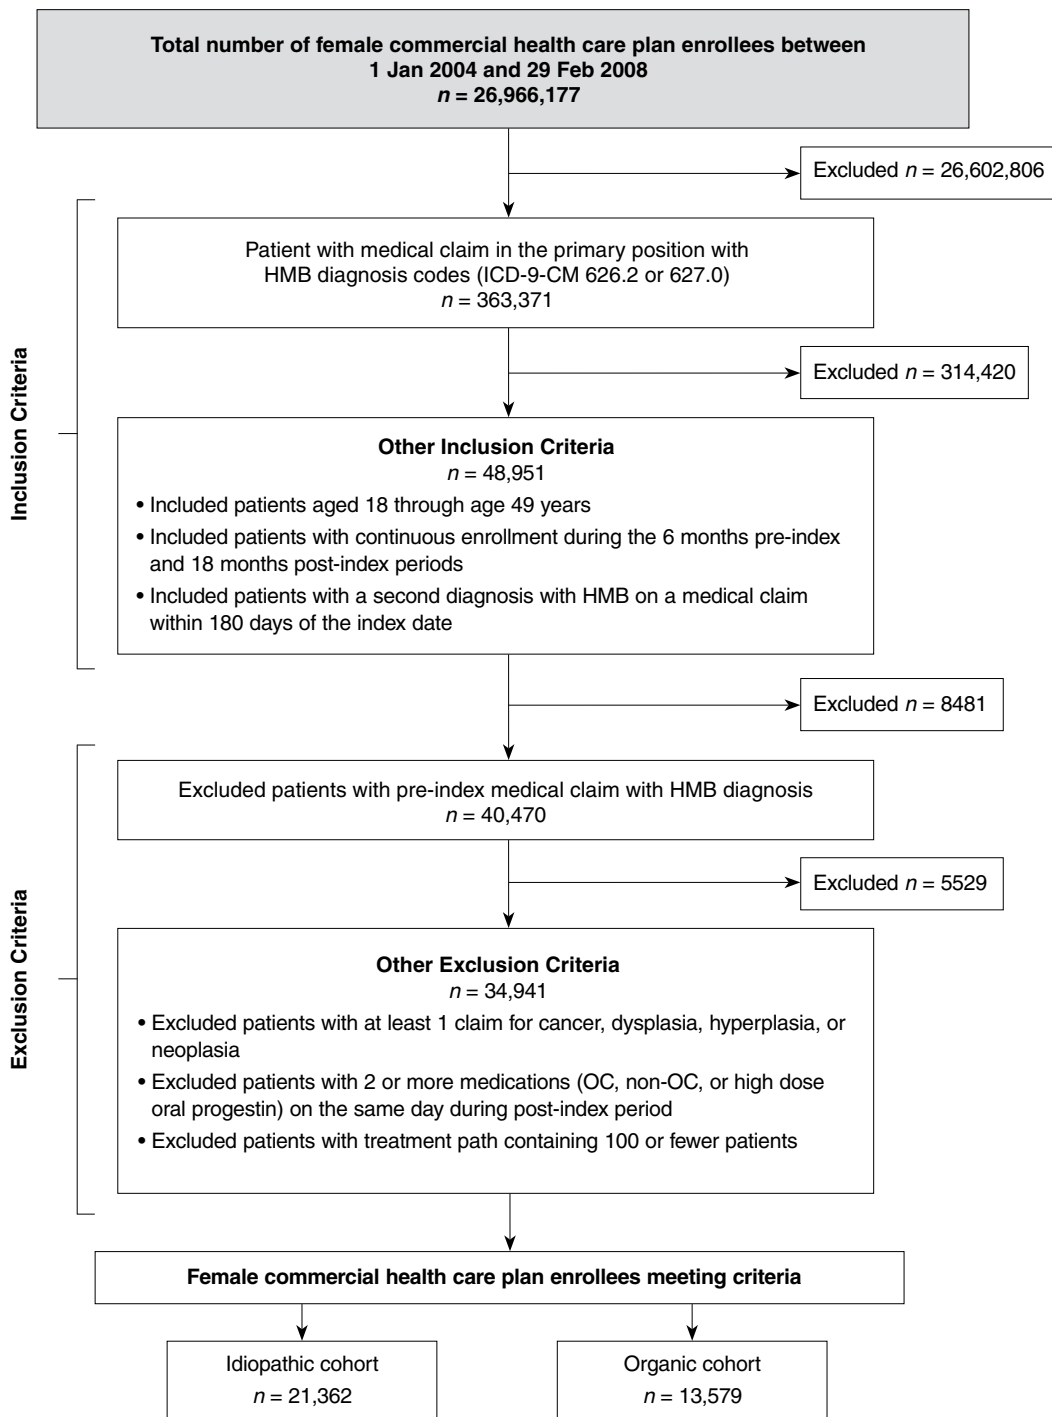 Total number of female commercial health care plan enrollees between
1 Jan 2004 and 29 Feb 2008
n = 26,966,177
Excluded n = 26,602,806
Inclusion Criteria
Patient with medical claim in the primary position with
HMB diagnosis codes (ICD-9-CM 626.2 or 627.0)
n = 363,371
Excluded n = 314,420
Other Inclusion Criteria
n = 48,951
• Included patients aged 18 through age 49 years
• Included patients with continuous enrollment during the 6 months pre-index
and 18 months post-index periods
• Included patients with a second diagnosis with HMB on a medical claim
within 180 days of the index date
Excluded n = 8481
Exclusion Criteria
Excluded patients with pre-index medical claim with HMB diagnosis
n = 40,470
Excluded n = 5529
Other Exclusion Criteria
n = 34,941
• Excluded patients with at least 1 claim for cancer, dysplasia, hyperplasia, or
neoplasia
• Excluded patients with 2 or more medications (OC, non-OC, or high dose
oral progestin) on the same day during post-index period
• Excluded patients with treatment path containing 100 or fewer patients
Female commercial health care plan enrollees meeting criteria
Idiopathic cohort
n = 21,362
Organic cohort
n = 13,579